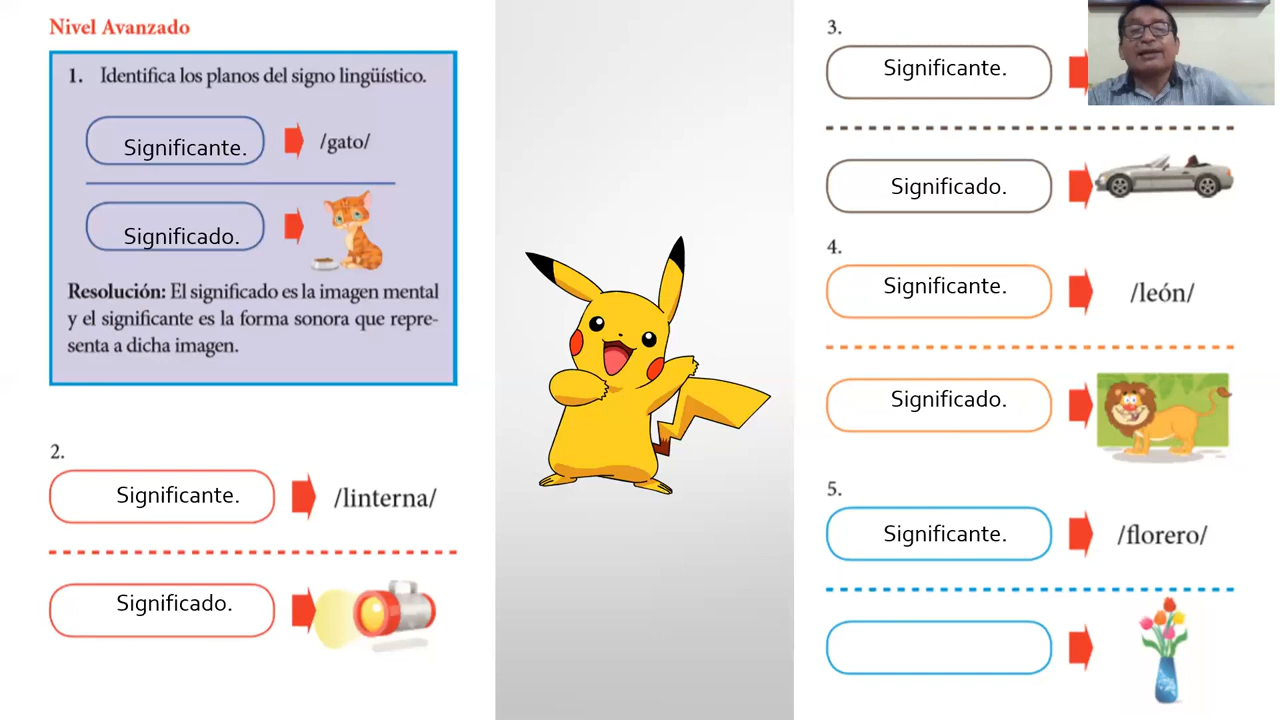 Nivel Avanzado
1. Identifica los planos del signo lingüístico.
Significante.
/gato/
Significado.
Resolución: El significado es la imagen mental
y el significante es la forma sonora que repre-
senta a dicha imagen.
2.
Significante.
/linterna/
Significado.
3.
Significante.
Significado.
4.
Significante.
/león/
Significado.
5.
Significante.
/florero/